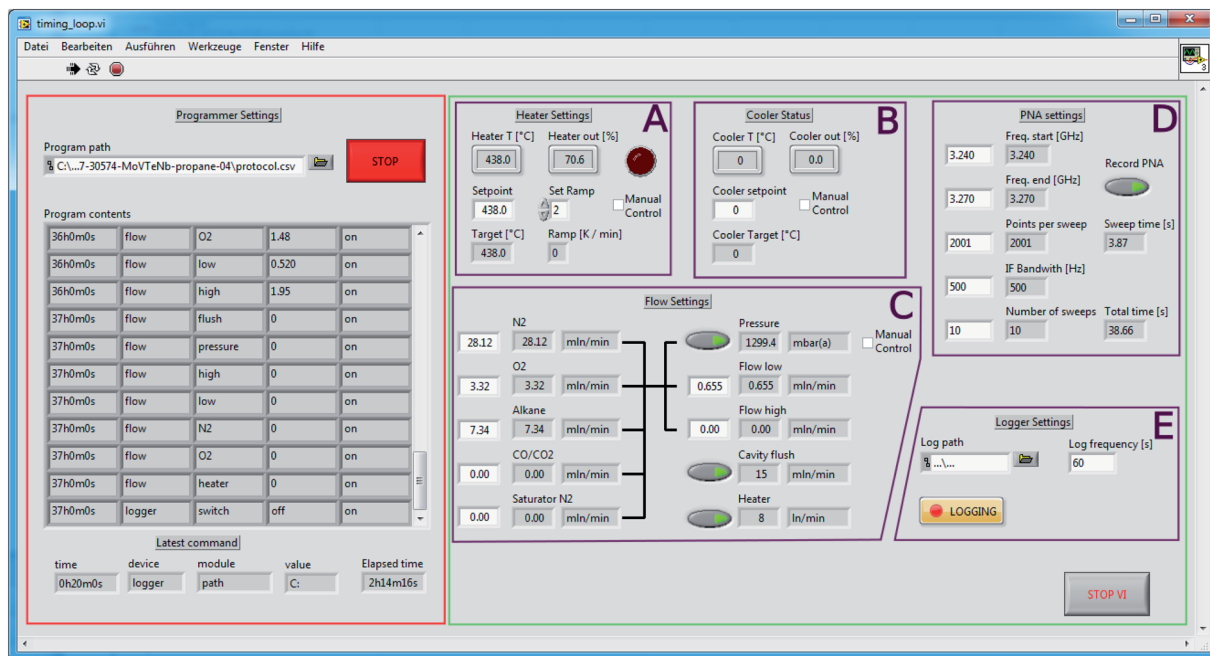 timing_loop.vi
Datei Bearbeiten Ausführen Werkzeuge Fenster Hilfe
3
Programmer Settings
Program path
C:\...7-30574-MoVTeNb-propane-04\protocol.csv
STOP
Program contents
36h0m0s flow O2 1.48 on
36h0m0s flow low 0.520 on
36h0m0s flow high 1.95 on
37h0m0s flow flush 0 on
37h0m0s flow pressure 0 on
37h0m0s flow high 0 on
37h0m0s flow low 0 on
37h0m0s flow N2 0 on
37h0m0s flow O2 0 on
37h0m0s flow heater 0 on
37h0m0s logger switch off on
Latest command
time device module value Elapsed time
0h20m0s logger path C: 2h14m16s
Heater Settings A
Heater T [°C] Heater out [%]
438.0 70.6
Setpoint Set Ramp Manual Control
438.0 2
Target [°C] Ramp [K / min]
438.0 0
Cooler Status B
Cooler T [°C] Cooler out [%]
0 0.0
Cooler setpoint Manual Control
0
Cooler Target [°C]
0
Flow Settings C
N2
28.12 28.12 mln/min
O2
3.32 3.32 mln/min
Alkane
7.34 7.34 mln/min
CO/CO2
0.00 0.00 mln/min
Saturator N2
0.00 0.00 mln/min
Pressure
1299.4 mbar(a)
Manual Control
Flow low
0.655 0.655 mln/min
Flow high
0.00 0.00 mln/min
Cavity flush
15 mln/min
Heater
8 ln/min
PNA settings D
Freq. start [GHz]
3.240 3.240
Record PNA
Freq. end [GHz]
3.270 3.270
Points per sweep Sweep time [s]
2001 2001 3.87
IF Bandwith [Hz]
500 500
Number of sweeps Total time [s]
10 10 38.66
Logger Settings E
Log path Log frequency [s]
...\... 60
LOGGING
STOP VI